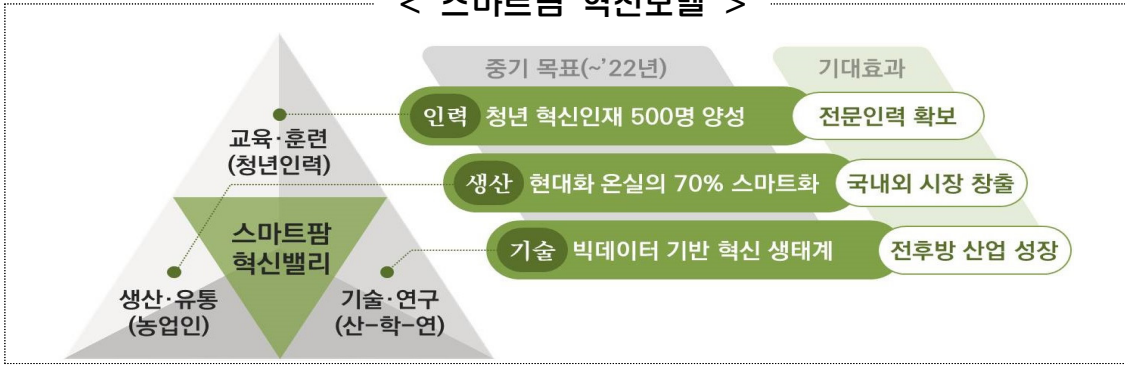 < 스마트팜 혁신모델 >
중기 목표(~'22년)
기대효과
인력 청년 혁신인재 500명 양성
전문인력 확보
생산 현대화 온실의 70% 스마트화
국내외 시장 창출
기술 빅데이터 기반 혁신 생태계
전후방 산업 성장
교육·훈련
(청년인력)
스마트팜
혁신밸리
생산·유통
(농업인)
기술·연구
(산-학-연)